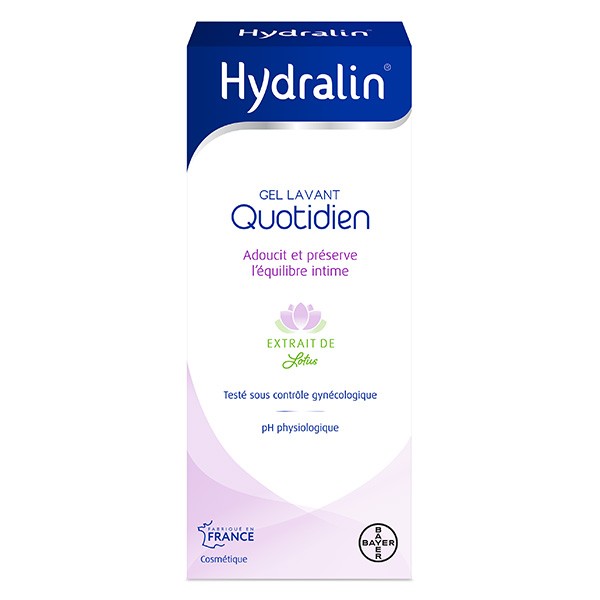 Hydralin
Hydralin®
GEL LAVANT
Quotidien
Adoucit et préserve
l'équilibre intime
EXTRAIT DE
Lotus
Testé sous contrôle gynécologique
pH physiologique
FABRIQUÉ EN
FRANCE
Cosmétique
BAYER
BAYER